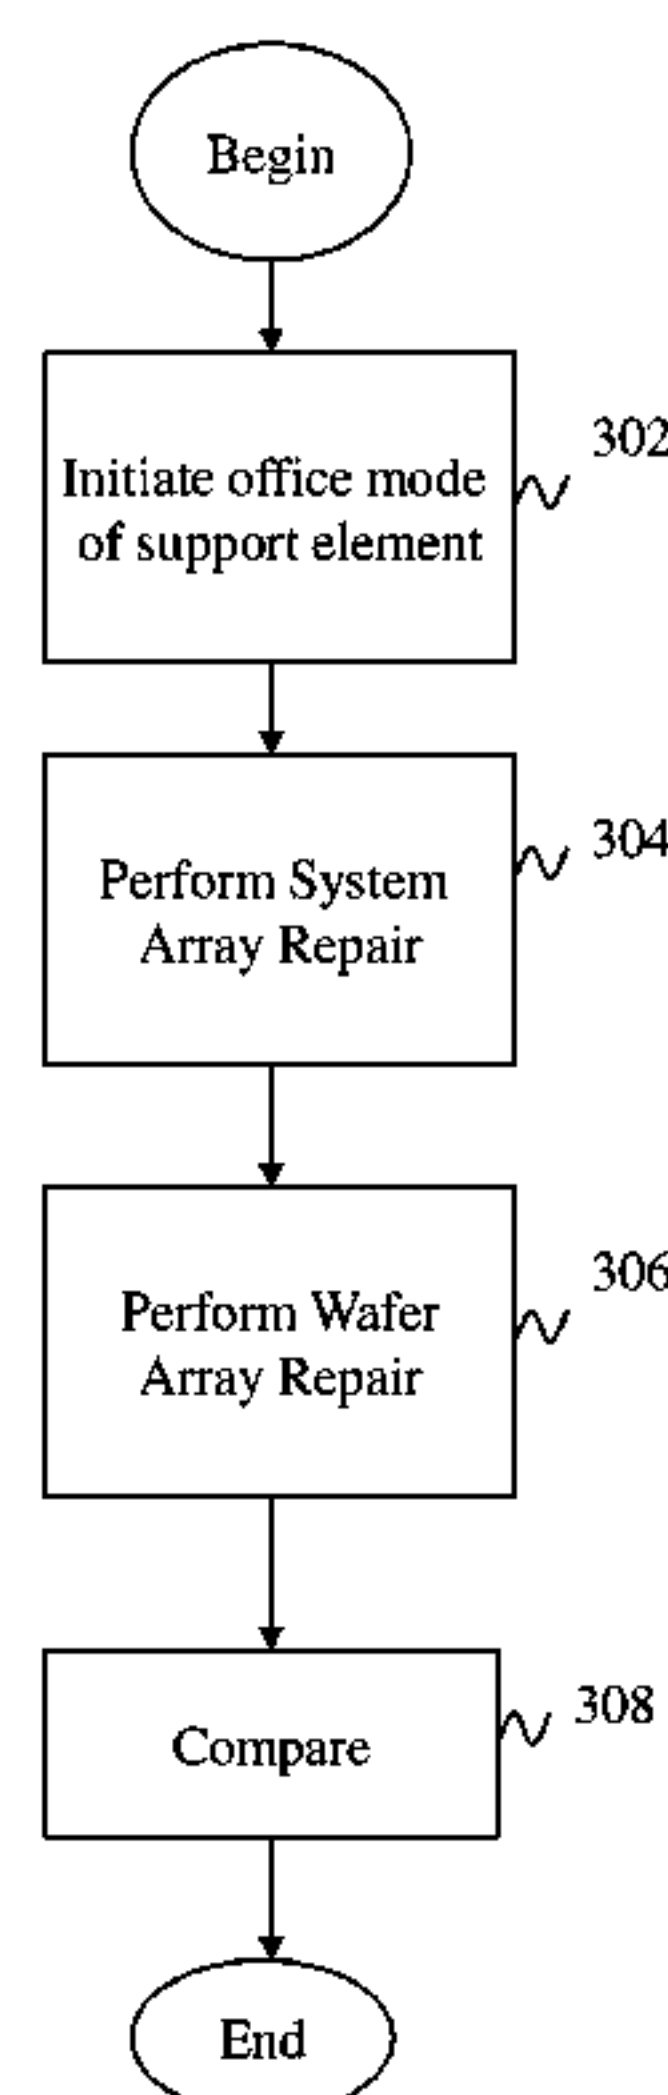 Begin
302
Initiate office mode
of support element
304
Perform System
Array Repair
306
Perform Wafer
Array Repair
308
Compare
End